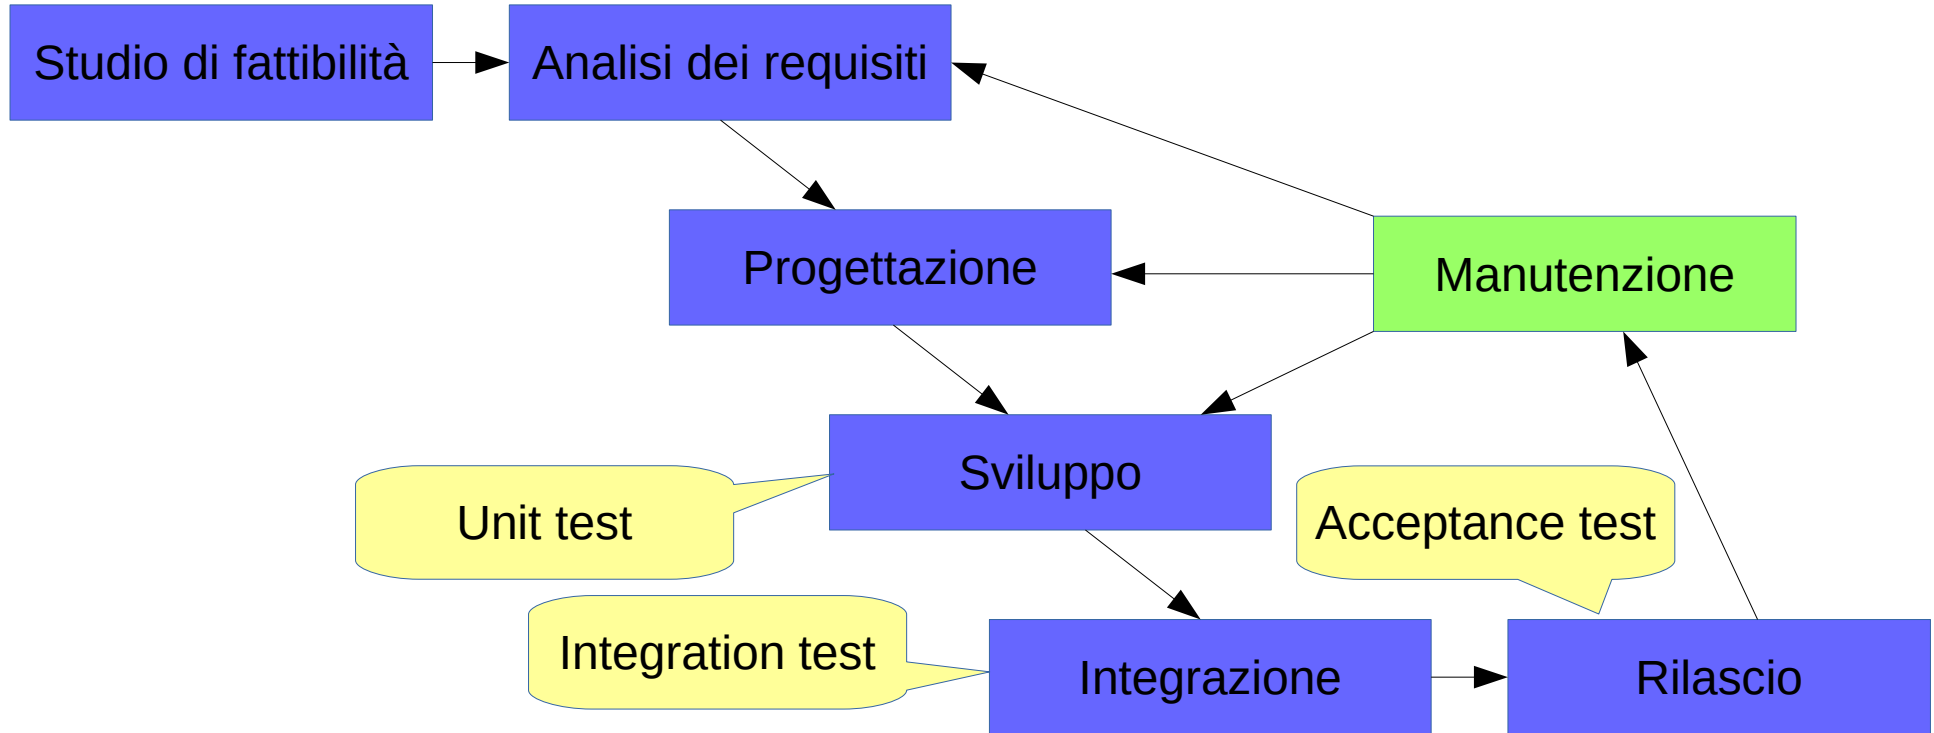 Studio di fattibilità
Analisi dei requisiti
Progettazione
Manutenzione
Sviluppo
Unit test
Acceptance test
Integration test
Integrazione
Rilascio